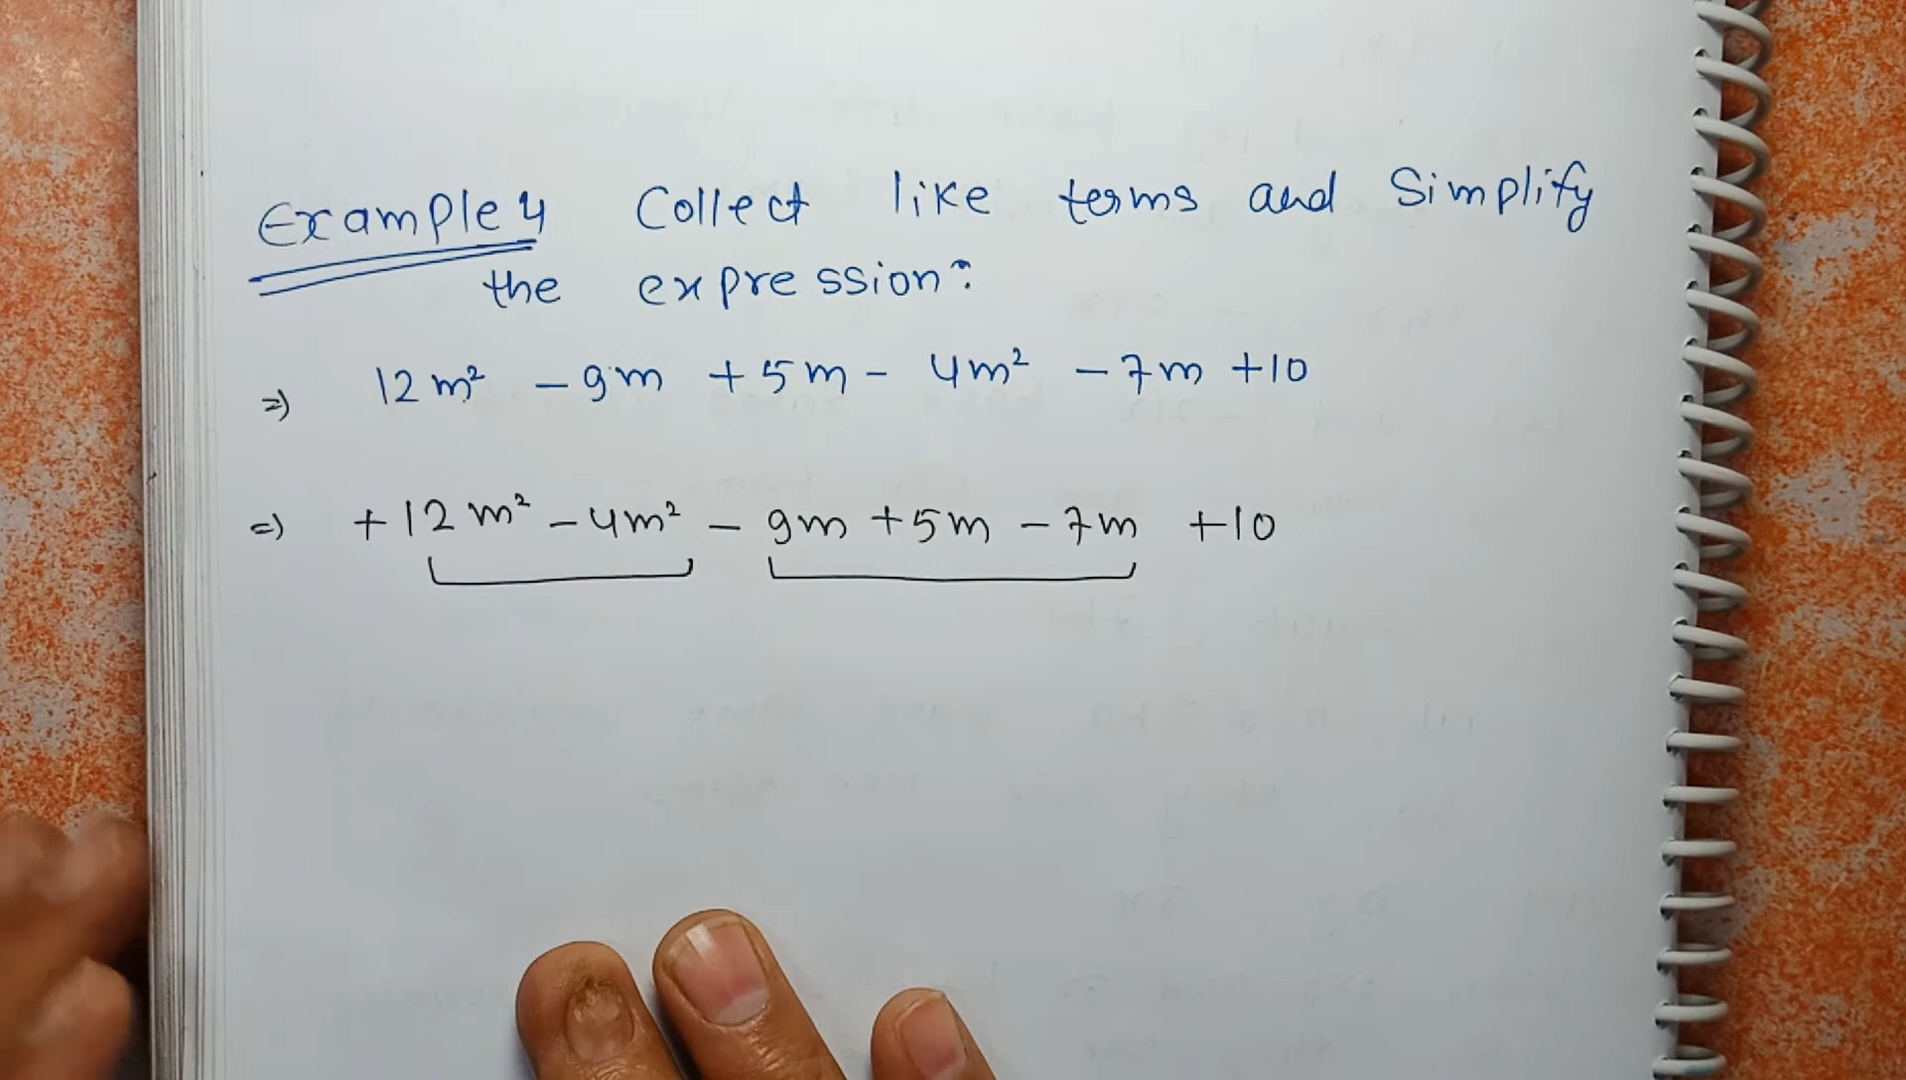 Example 4 Collect like terms and Simplify
the expression:
⇒ 12m² - 9m + 5m - 4m² - 7m + 10
⇒ + 12m² - 4m² - 9m + 5m - 7m + 10